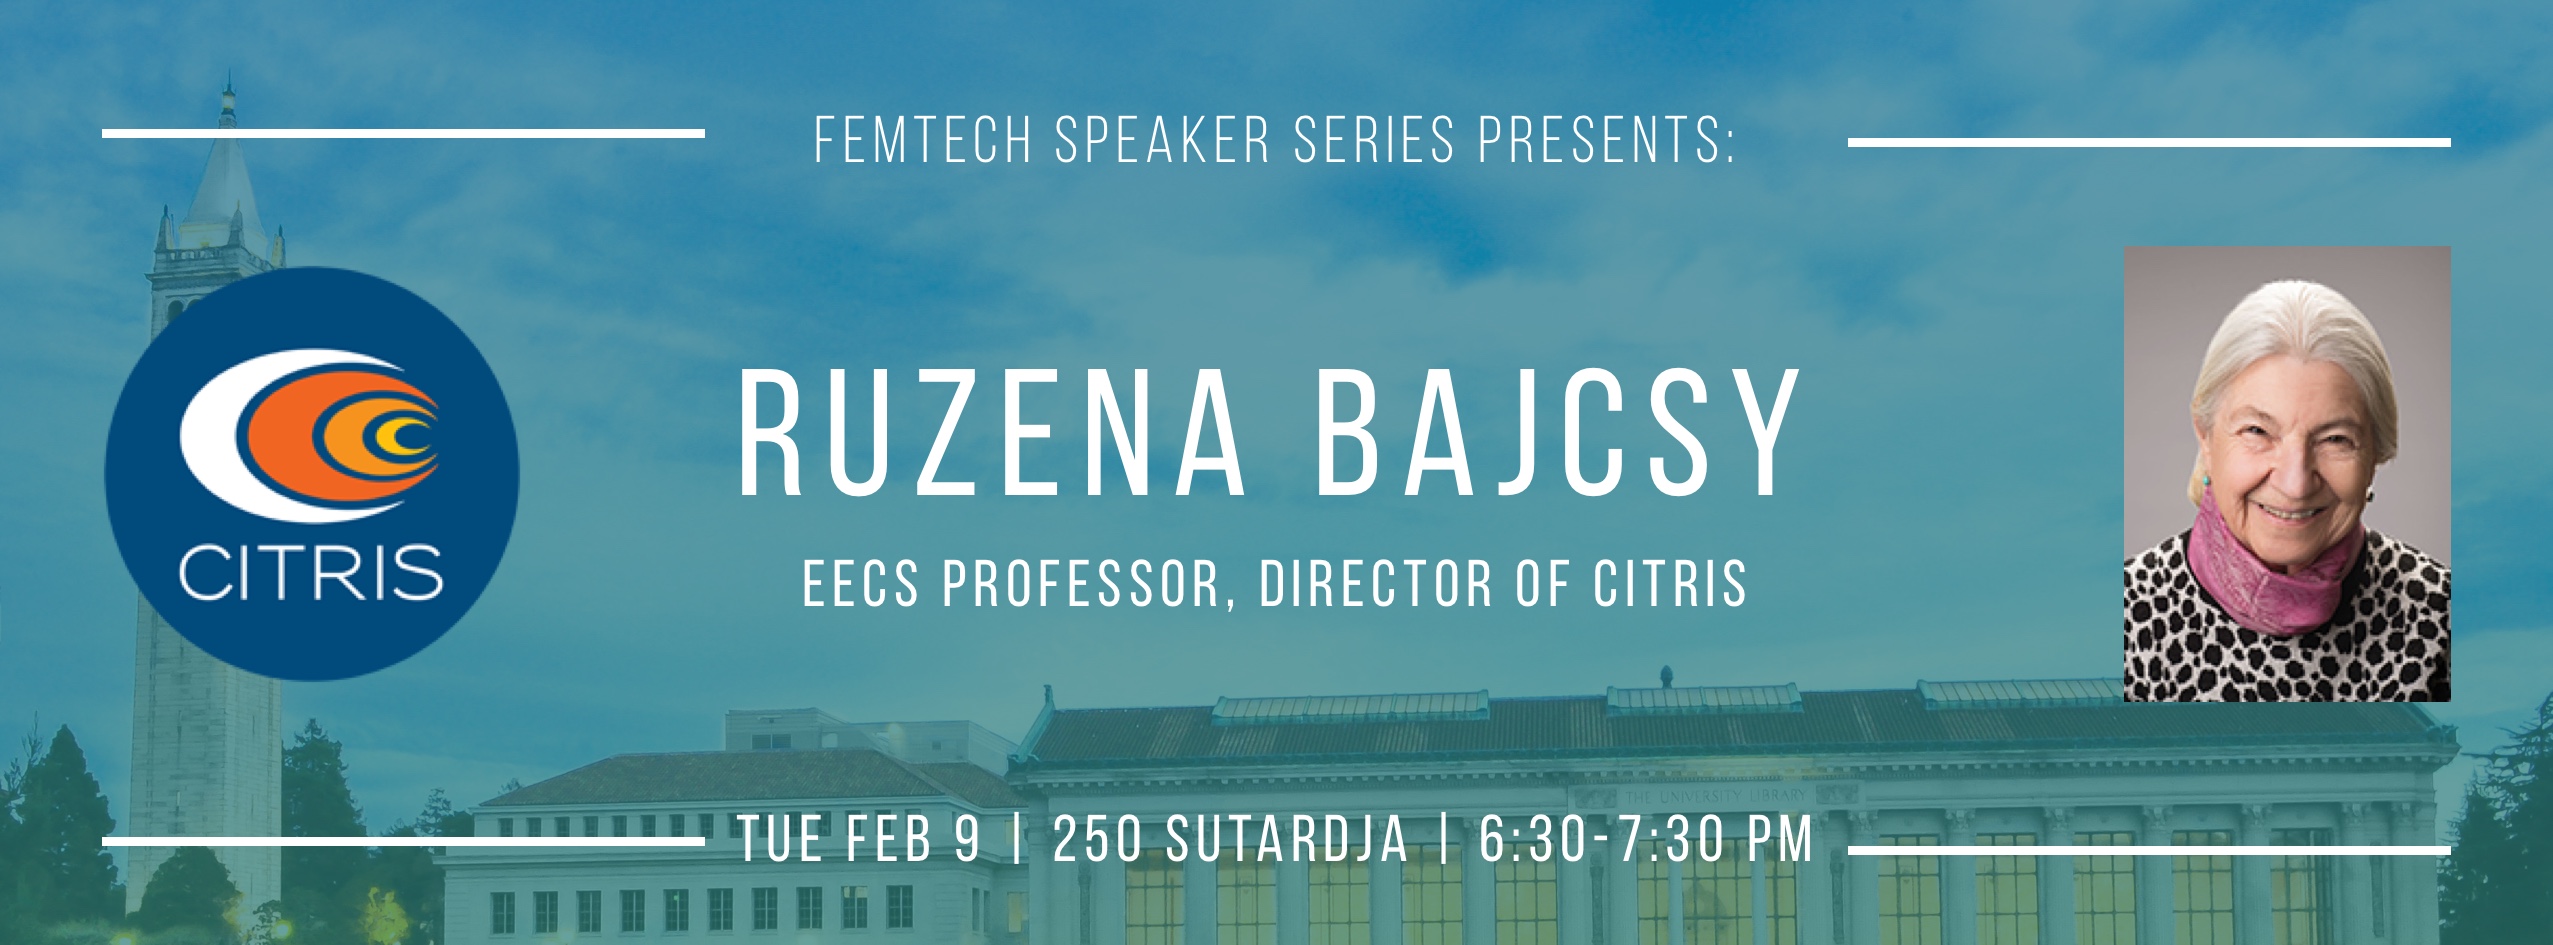 FEMTECH SPEAKER SERIES PRESENTS:
CITRIS
RUZENA BAJCSY
EECS PROFESSOR, DIRECTOR OF CITRIS
THE UNIVERSITY LIBRARY
TUE FEB 9 | 250 SUTARDJA | 6:30-7:30 PM